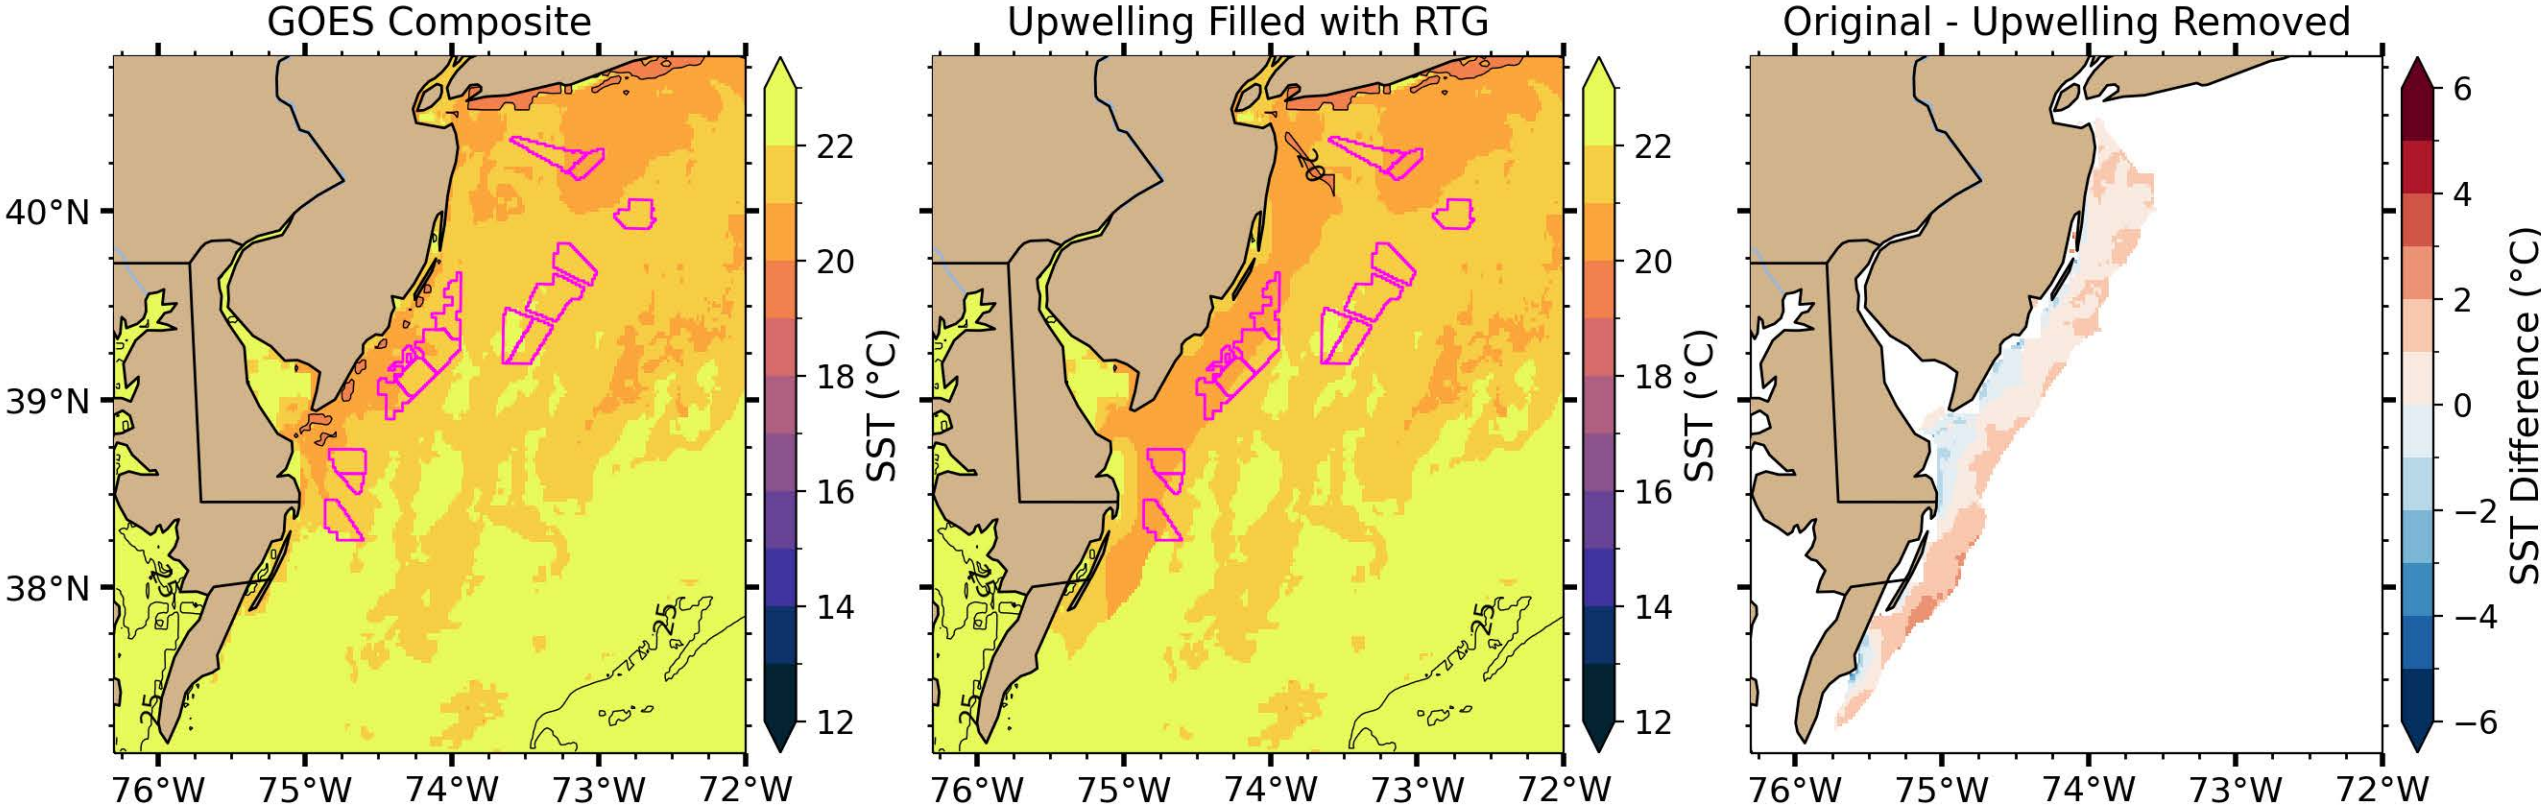 GOES Composite
40°N
39°N
38°N
76°W 75°W 74°W 73°W 72°W
25
25
25
22
20
18
16
14
12
SST (°C)
Upwelling Filled with RTG
76°W 75°W 74°W 73°W 72°W
20
25
25
22
20
18
16
14
12
SST (°C)
Original - Upwelling Removed
76°W 75°W 74°W 73°W 72°W
6
4
2
0
−2
−4
−6
SST Difference (°C)